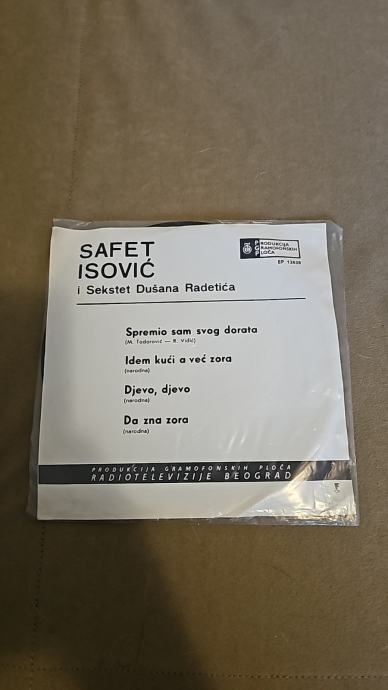 SAFET
ISOVIĆ
i Sekstet Dušana Radetića
PGP
PRODUKCIJA
GRAMOFONSKIH
PLOČA
Spremio sam svog dorata
(M. Todorović — R. Vidić)
Idem kući a već zora
(narodna)
Djevo, djevo
(narodna)
Da zna zora
(narodna)
PRODUKCIJA GRAMOFONSKIH PLOČA
RADIOTELEVIZIJE BEOGRAD